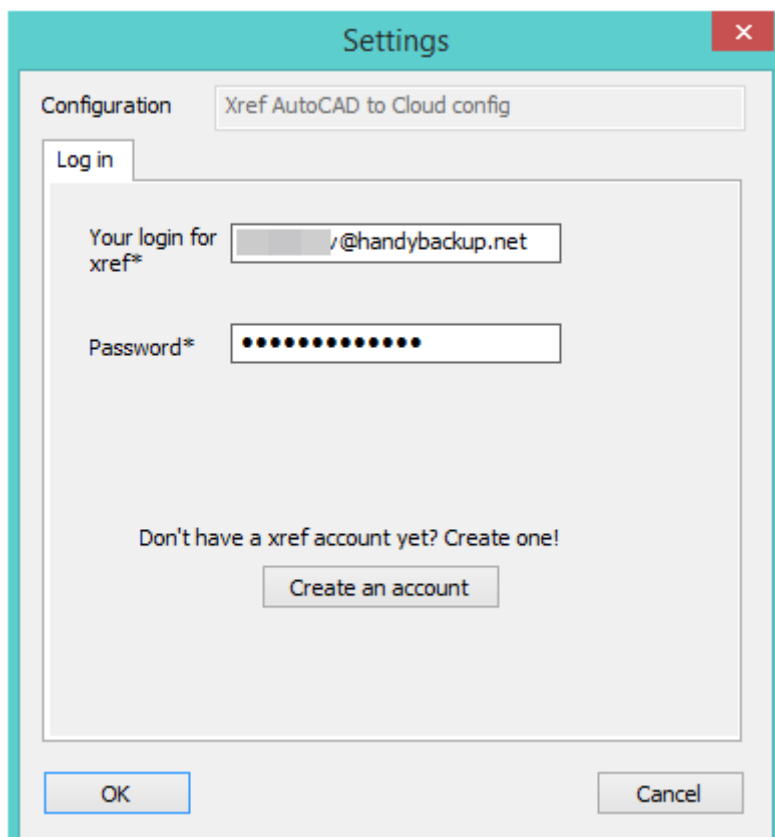 Settings
Configuration
Xref AutoCAD to Cloud config
Log in
Your login for
xref*
@handybackup.net
Password*
•••••••••••••
Don't have a xref account yet? Create one!
Create an account
OK
Cancel